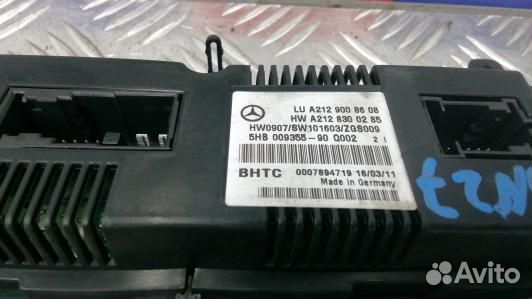 LU A212 900 86 08
HW A212 830 02 85
HW0907/SW101603/ZGS009
5HB 009355-90 Q002 21
BHTC 0007894719 16/03/11
Made in Germany
Avito